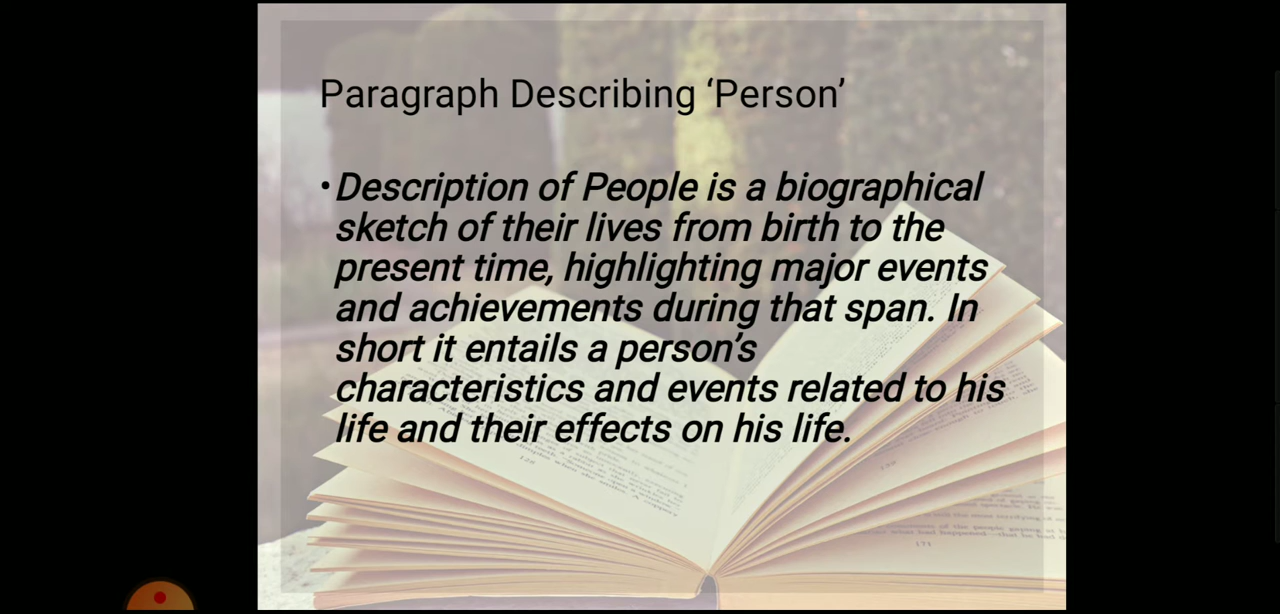 Paragraph Describing ‘Person’
• Description of People is a biographical
sketch of their lives from birth to the
present time, highlighting major events
and achievements during that span. In
short it entails a person’s
characteristics and events related to his
life and their effects on his life.